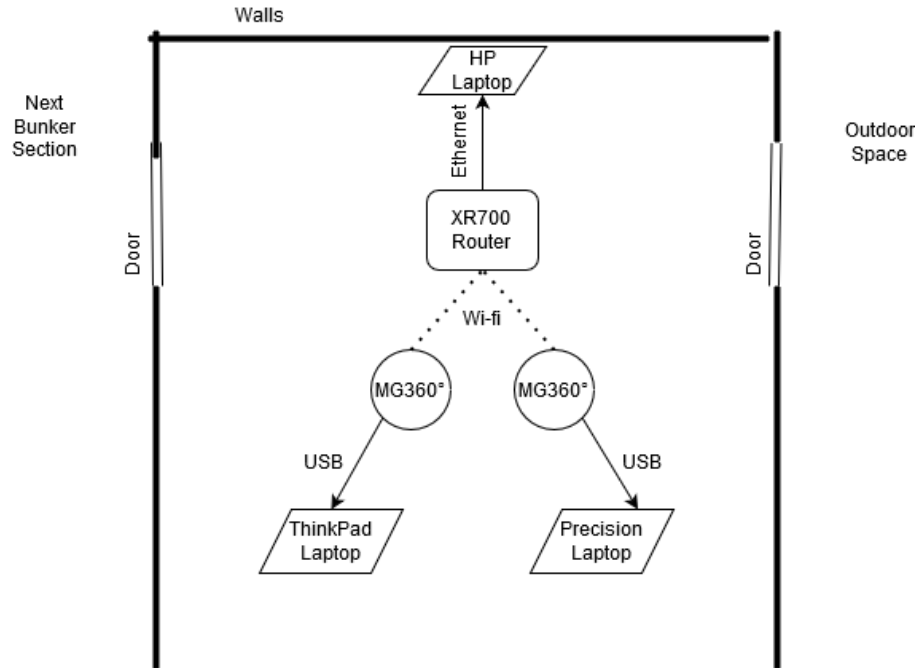 Walls
HP
Laptop
Next
Bunker
Section
Ethernet
Outdoor
Space
XR700
Router
Door
Door
Wi-fi
MG360°
MG360°
USB
USB
ThinkPad
Laptop
Precision
Laptop